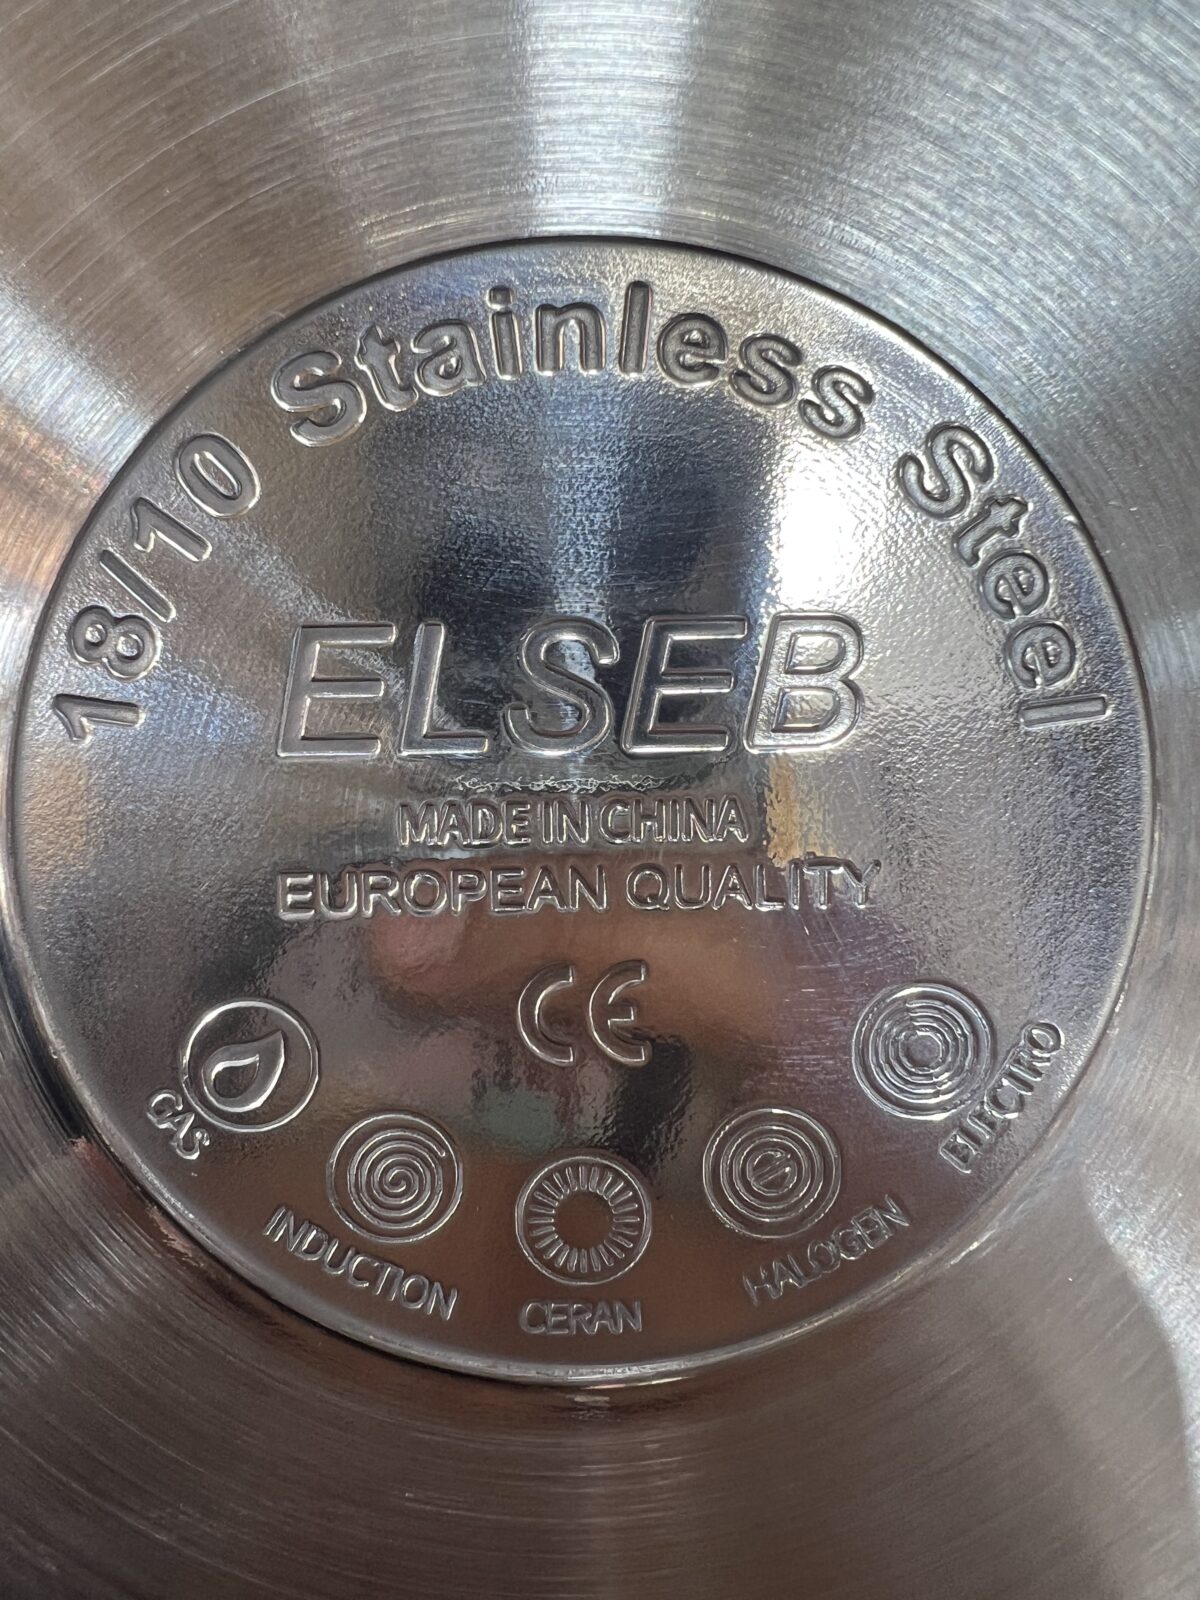 18/10 Stainless Steel
ELSEB
MADE IN CHINA
EUROPEAN QUALITY
CE
GAS
INDUCTION
CERAN
HALOGEN
ELECTRO